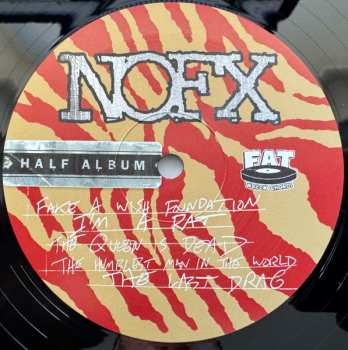 NOFX
HALF ALBUM
FAT
WRECK CHORDS
FAKE A WISH FOUNDATION
I'M A RAT
THE QUEEN IS DEAD
THE HUMBLEST MAN IN THE WORLD
THE LAST DRAG